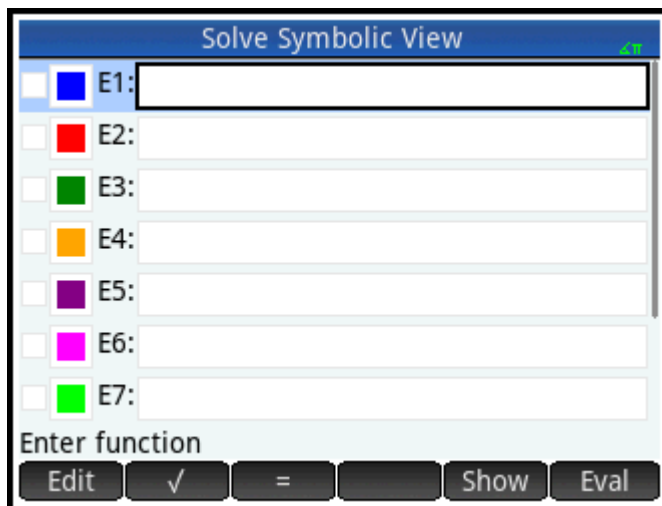 Solve Symbolic View
∡π
E1:
E2:
E3:
E4:
E5:
E6:
E7:
Enter function
Edit √ = Show Eval